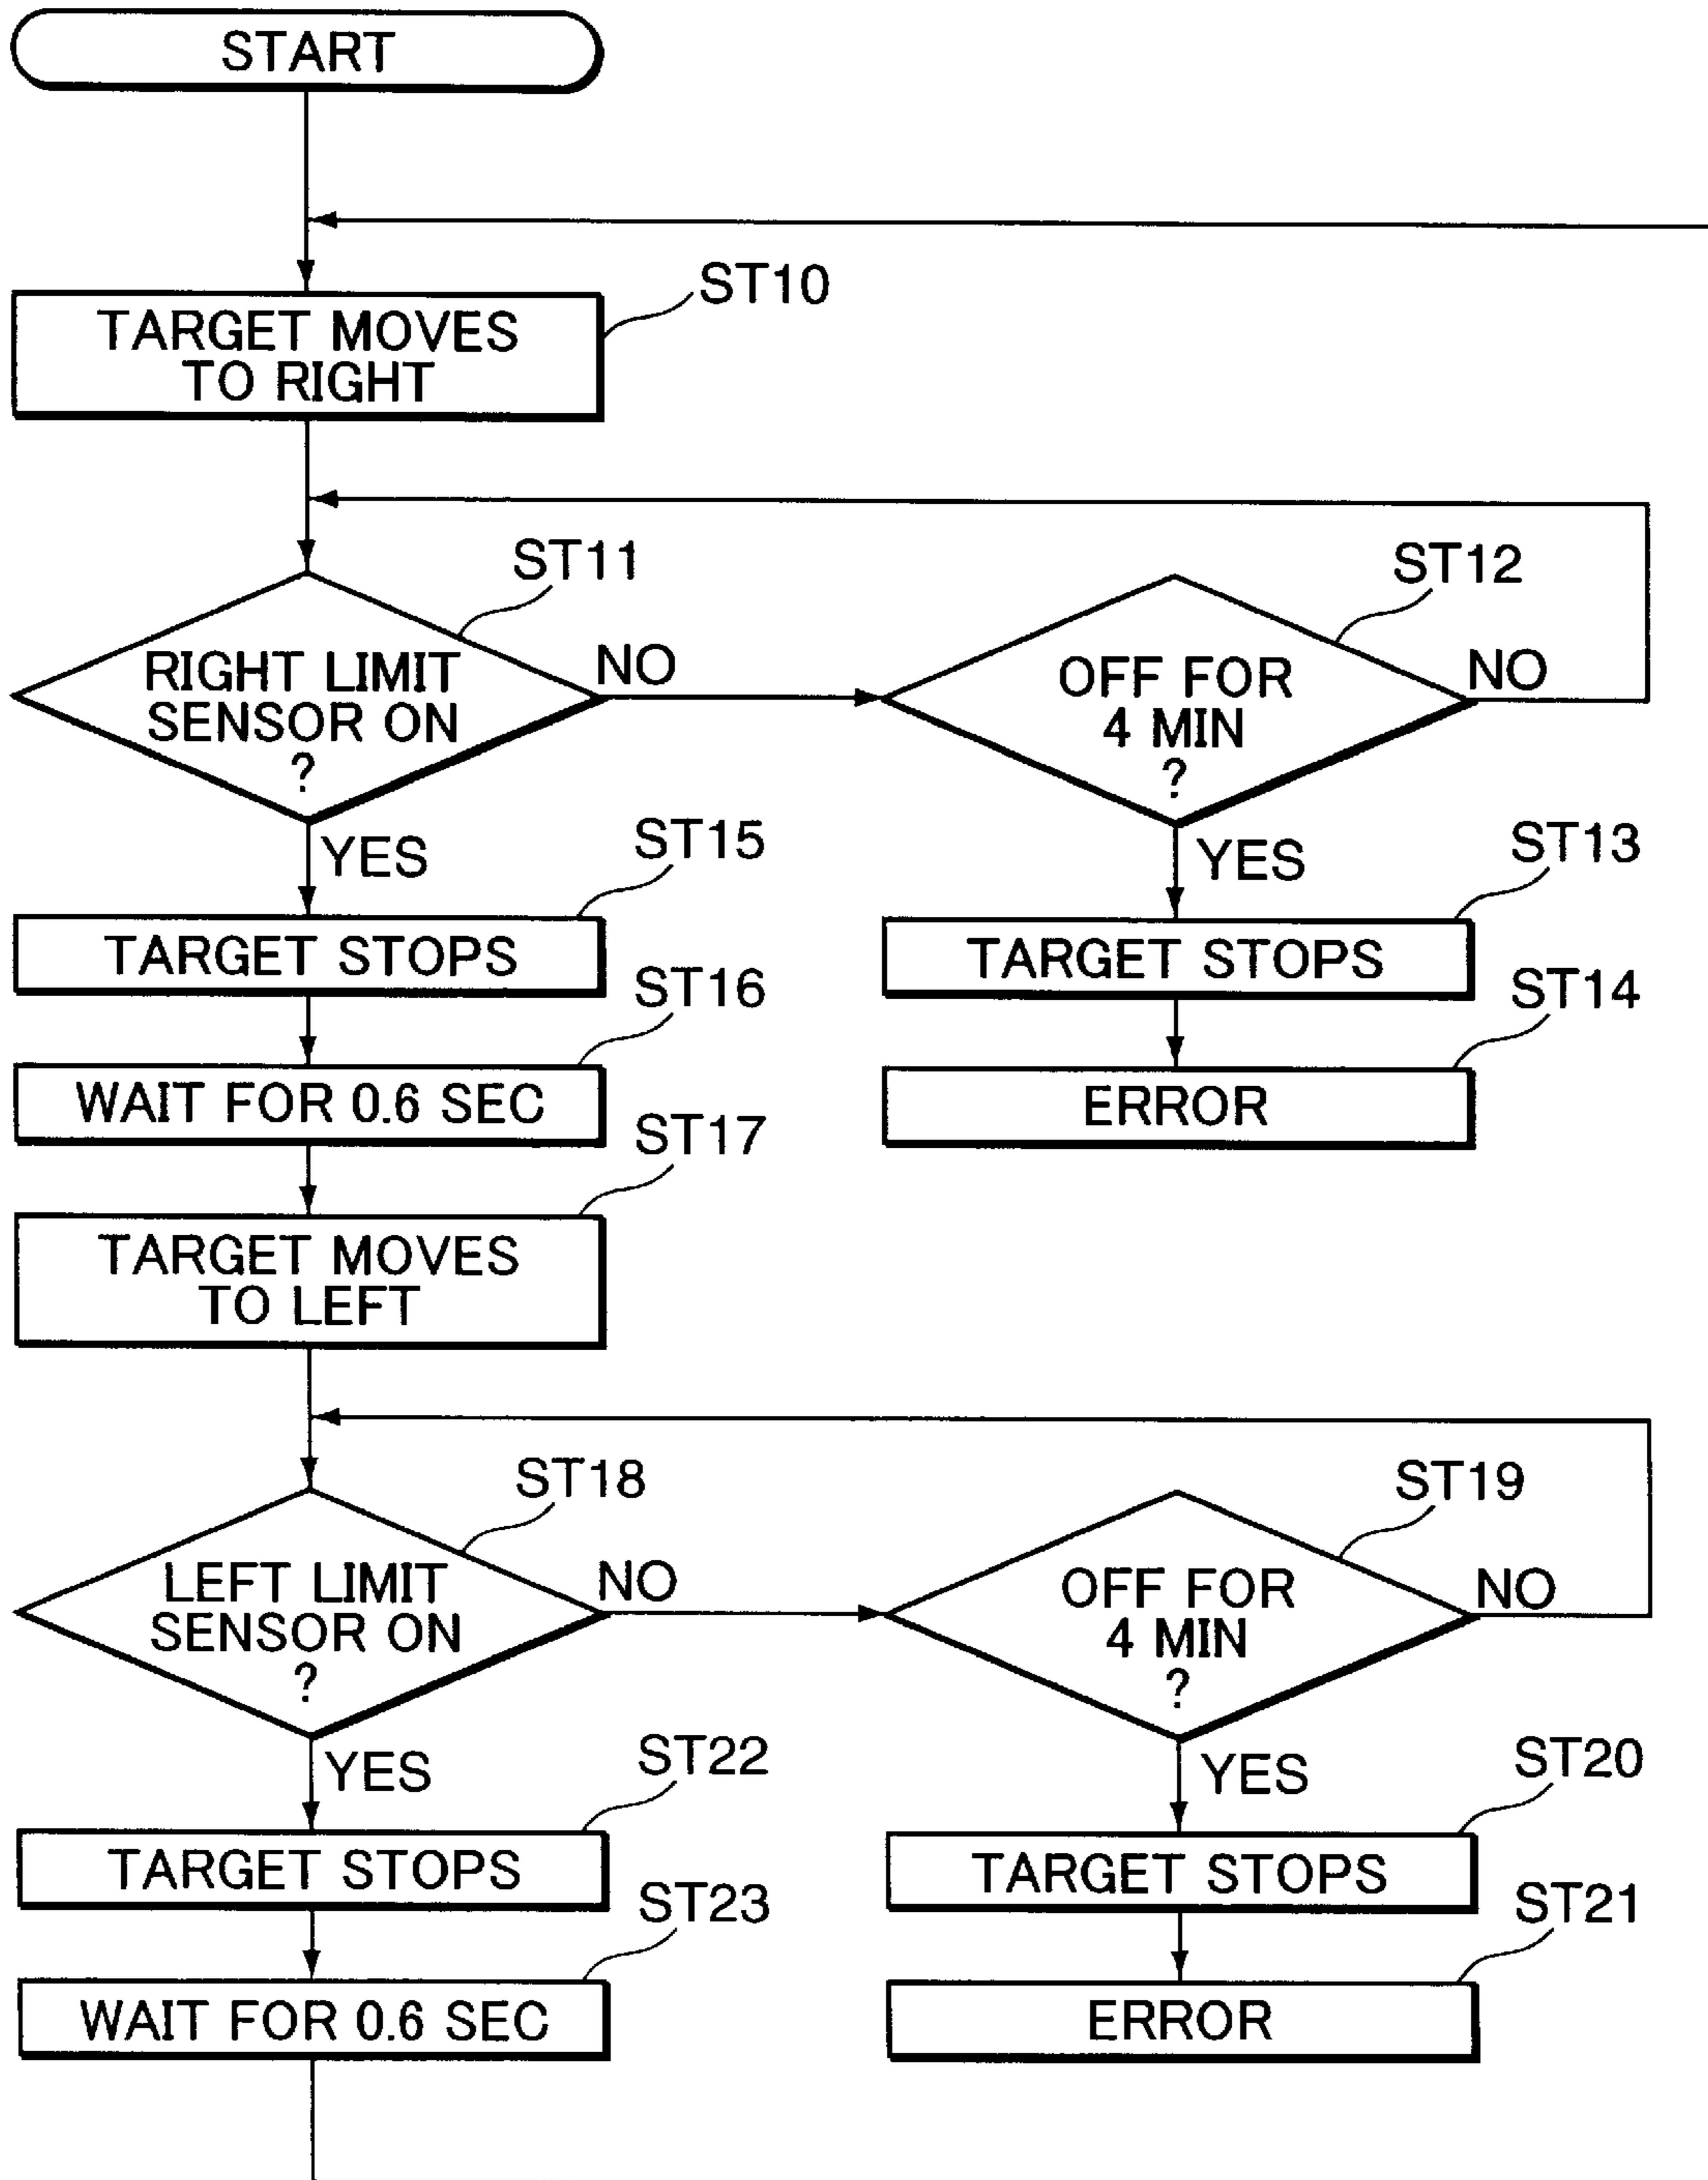 START
ST10
TARGET MOVES
TO RIGHT
ST11
RIGHT LIMIT
SENSOR ON
?
NO
ST12
OFF FOR
4 MIN
?
NO
YES
ST15
TARGET STOPS
YES
ST13
TARGET STOPS
ST16
WAIT FOR 0.6 SEC
ST14
ERROR
ST17
TARGET MOVES
TO LEFT
ST18
LEFT LIMIT
SENSOR ON
?
NO
ST19
OFF FOR
4 MIN
?
NO
YES
ST22
TARGET STOPS
YES
ST20
TARGET STOPS
ST23
WAIT FOR 0.6 SEC
ST21
ERROR